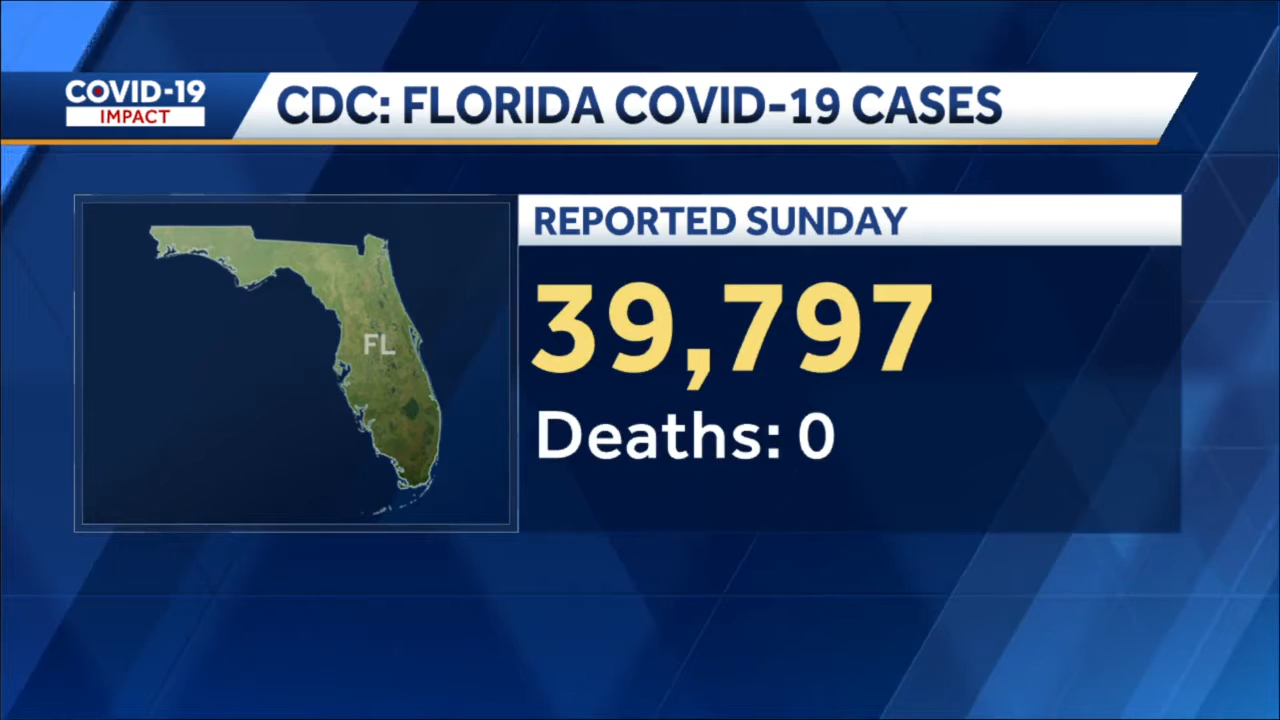 COVID-19
IMPACT
CDC: FLORIDA COVID-19 CASES
REPORTED SUNDAY
39,797
Deaths: 0
FL